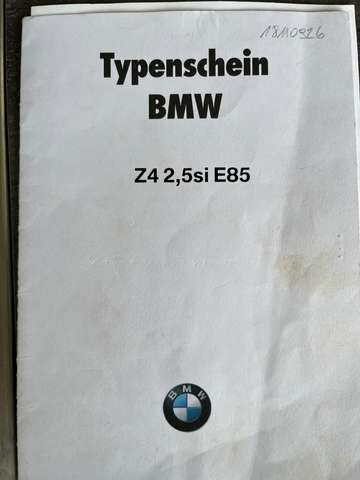 18110926
Typenschein
BMW
Z4 2,5si E85
BMW